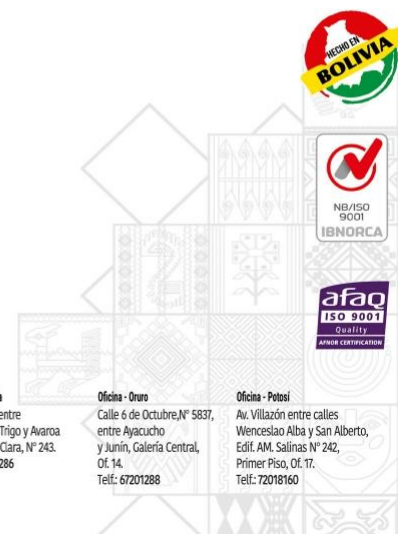 HECHO EN
BOLIVIA
NB/ISO
9001
IBNORCA
afaq
ISO 9001
Quality
AFNOR CERTIFICATION
a
entre
Trigo y Avaroa
Clara, N° 243.
286
Oficina - Oruro
Calle 6 de Octubre,N° 5837,
entre Ayacucho
y Junín, Galería Central,
Of. 14.
Telf.: 67201288
Oficina - Potosí
Av. Villazón entre calles
Wenceslao Alba y San Alberto,
Edif. AM. Salinas N° 242,
Primer Piso, Of. 17.
Telf.: 72018160